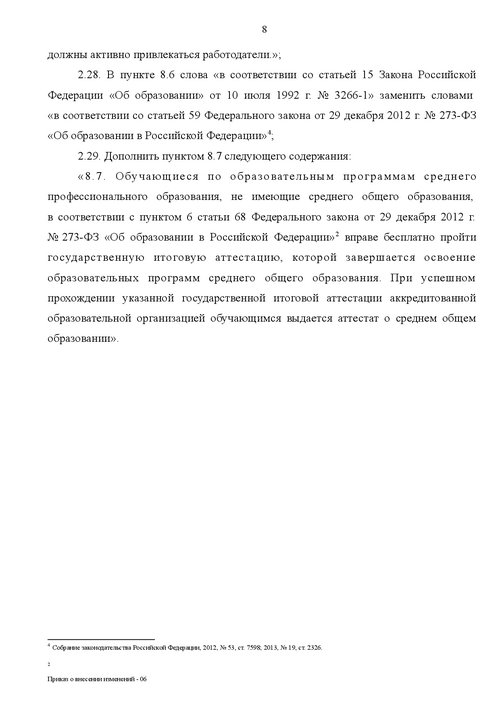 8
должны активно привлекаться работодатели.»;
2.28. В пункте 8.6 слова «в соответствии со статьей 15 Закона Российской
Федерации «Об образовании» от 10 июля 1992 г. № 3266-1» заменить словами
«в соответствии со статьей 59 Федерального закона от 29 декабря 2012 г. № 273-ФЗ
«Об образовании в Российской Федерации»4;
2.29. Дополнить пунктом 8.7 следующего содержания:
«8.7. Обучающиеся по образовательным программам среднего
профессионального образования, не имеющие среднего общего образования,
в соответствии с пунктом 6 статьи 68 Федерального закона от 29 декабря 2012 г.
№ 273-ФЗ «Об образовании в Российской Федерации»2 вправе бесплатно пройти
государственную итоговую аттестацию, которой завершается освоение
образовательных программ среднего общего образования. При успешном
прохождении указанной государственной итоговой аттестации аккредитованной
образовательной организацией обучающимся выдается аттестат о среднем общем
образовании».
4 Собрание законодательства Российской Федерации, 2012, № 53, ст. 7598; 2013, № 19, ст. 2326.
2
Приказ о внесении изменений - 06